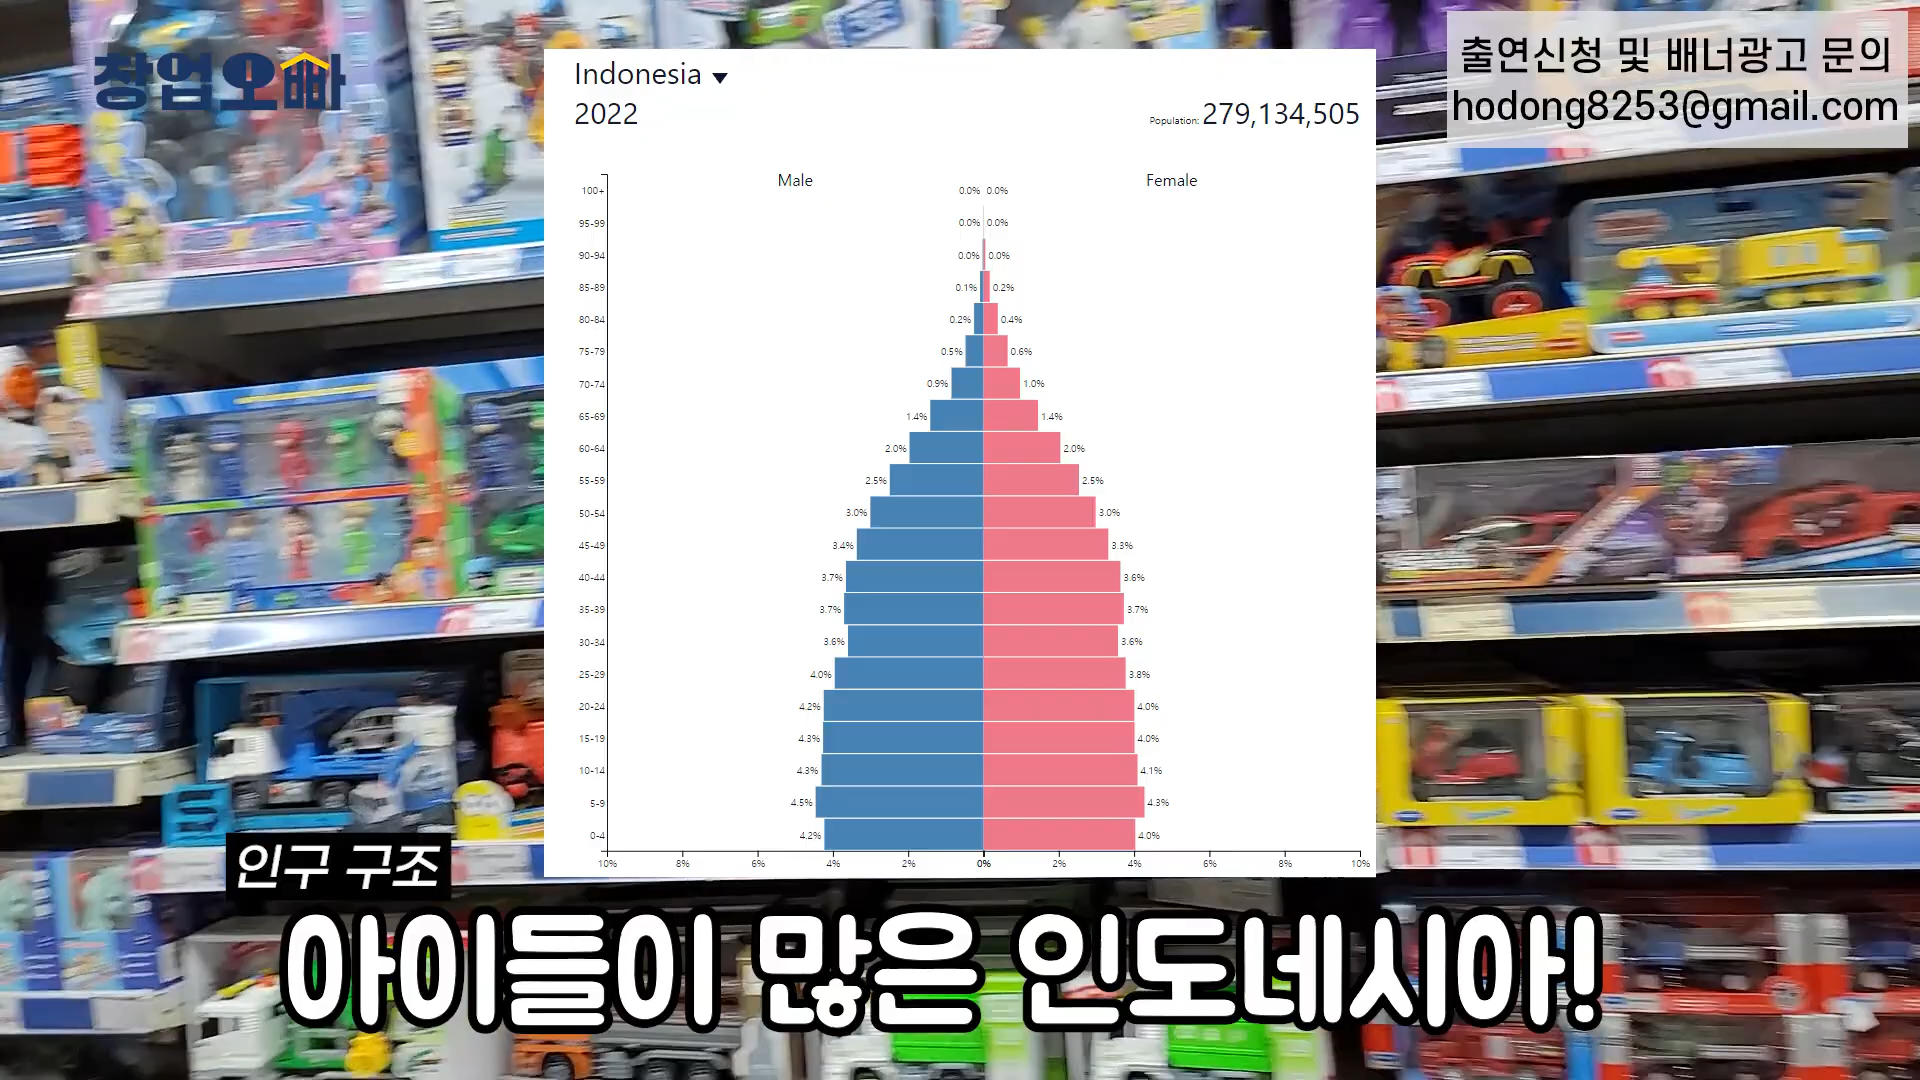 창업오빠
출연신청 및 배너광고 문의
hodong8253@gmail.com
Indonesia
2022
Population: 279,134,505
Male
Female
100+ 0.0% 0.0%
95-99 0.0% 0.0%
90-94 0.0% 0.0%
85-89 0.1% 0.2%
80-84 0.2% 0.4%
75-79 0.5% 0.6%
70-74 0.9% 1.0%
65-69 1.4% 1.4%
60-64 2.0% 2.0%
55-59 2.5% 2.5%
50-54 3.0% 3.0%
45-49 3.4% 3.3%
40-44 3.7% 3.6%
35-39 3.7% 3.7%
30-34 3.6% 3.6%
25-29 4.0% 3.8%
20-24 4.2% 4.0%
15-19 4.3% 4.0%
10-14 4.3% 4.1%
5-9 4.5% 4.3%
0-4 4.2% 4.0%
10% 8% 6% 4% 2% 0% 2% 4% 6% 8% 10%
인구 구조
아이들이 많은 인도네시아!